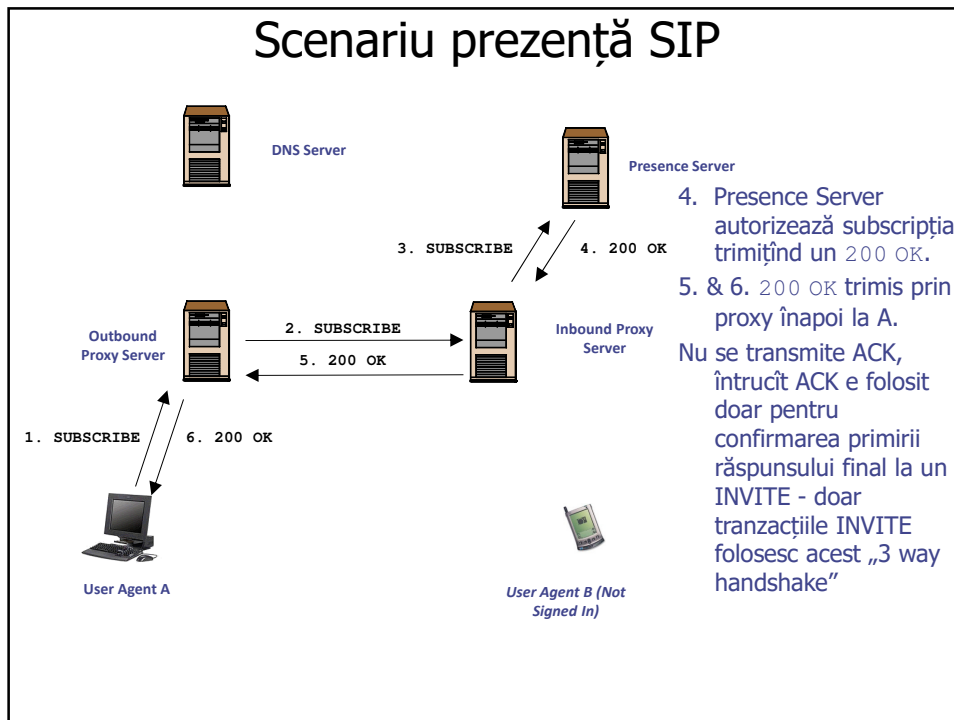 Scenariu prezență SIP
DNS Server
Presence Server
3. SUBSCRIBE
4. 200 OK
Outbound
Proxy Server
2. SUBSCRIBE
5. 200 OK
Inbound Proxy
Server
1. SUBSCRIBE
6. 200 OK
User Agent A
User Agent B (Not
Signed In)
4. Presence Server
autorizează subscripția
trimițînd un 200 OK.
5. & 6. 200 OK trimis prin
proxy înapoi la A.
Nu se transmite ACK,
întrucît ACK e folosit
doar pentru
confirmarea primirii
răspunsului final la un
INVITE - doar
tranzacțiile INVITE
folosesc acest „3 way
handshake”